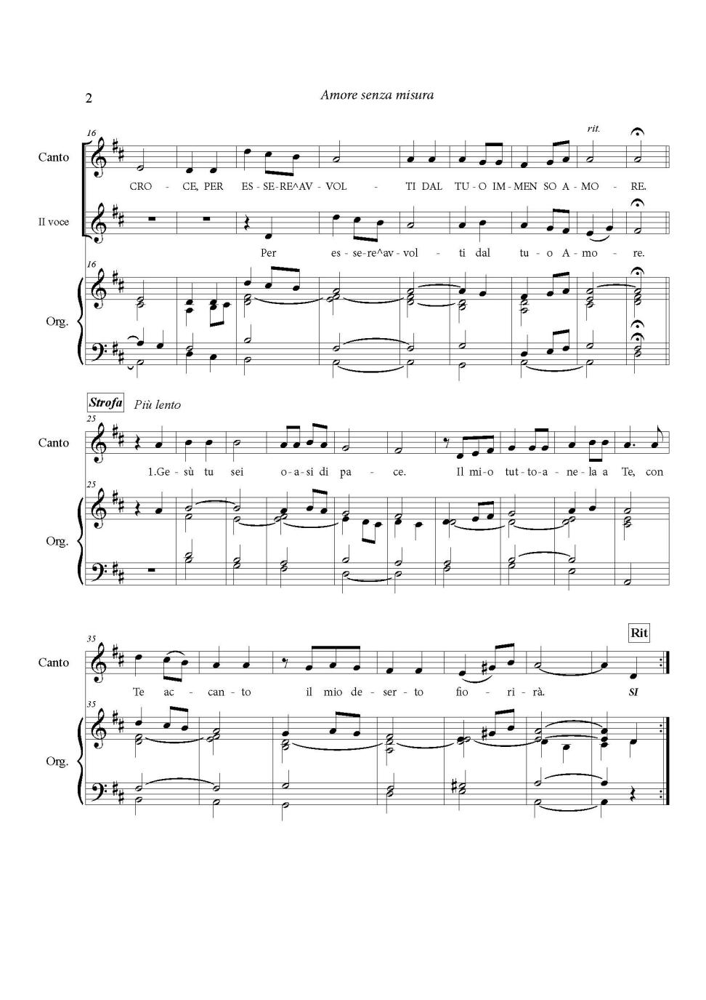 2
Amore senza misura
16
rit.
Canto
CRO - CE, PER ES-SE-RE^AV-VOL - TI DAL TU-O IM-MEN SO A-MO - RE.
II voce
Per es-se-re^av-vol - ti dal tu-o A-mo - re.
16
Org.
Strofa Più lento
25
Canto
1.Ge-sù tu sei o-a-si di pa - ce. Il mi-o tut-to-a-ne-la a Te, con
25
Org.
Rit
35
Canto
Te ac - can-to il mio de-ser-to fio - ri-rà. SI
35
Org.